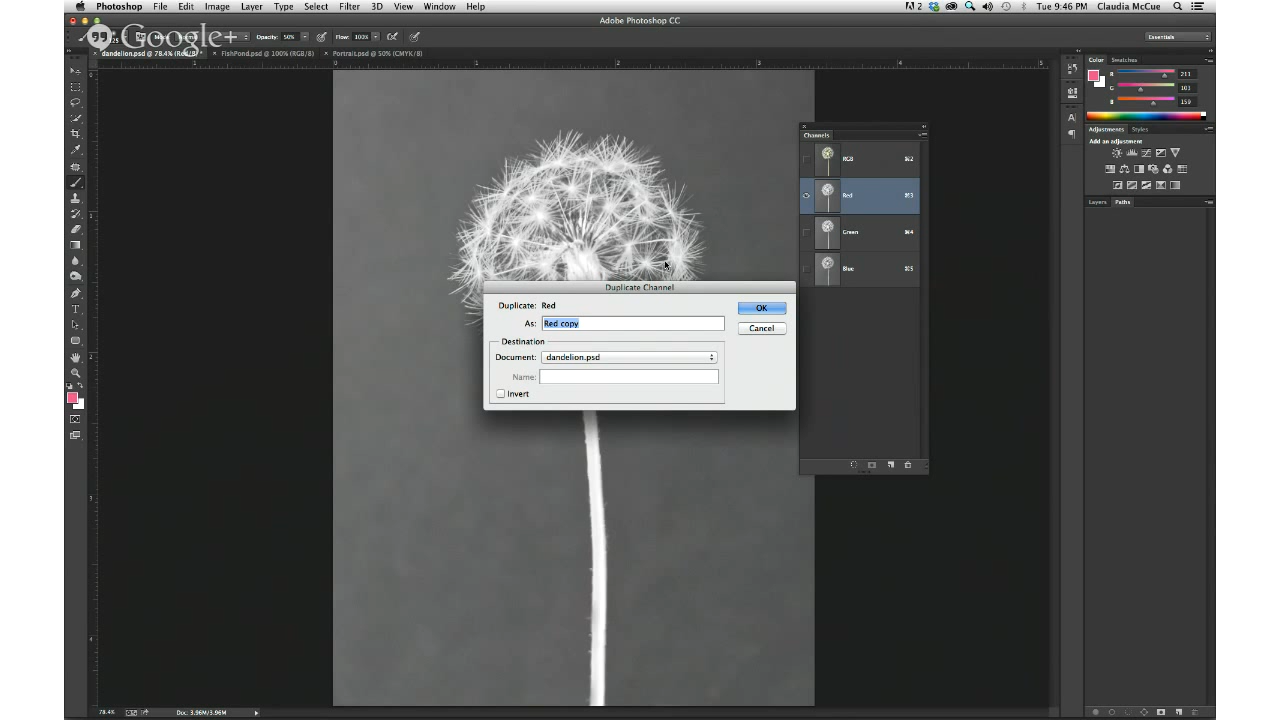 Photoshop File Edit Image Layer Type Select Filter 3D View Window Help
Tue 9:46 PM Claudia McCue
Adobe Photoshop CC
Google+
Opacity: 50% Flow: 100%
Essentials
dandelion.psd @ 78.4% (Red/8) *
FishPond.psd @ 100% (RGB/8)
Portrait.psd @ 50% (CMYK/8)
Channels
RGB ⌘2
Red ⌘3
Green ⌘4
Blue ⌘5
Color Swatches
R 211
G 103
B 159
Adjustments Styles
Add an adjustment
Layers Paths
Duplicate Channel
Duplicate: Red
As: Red copy
OK
Cancel
Destination
Document: dandelion.psd
Name:
Invert
78.4%
Doc: 3.96M/3.96M